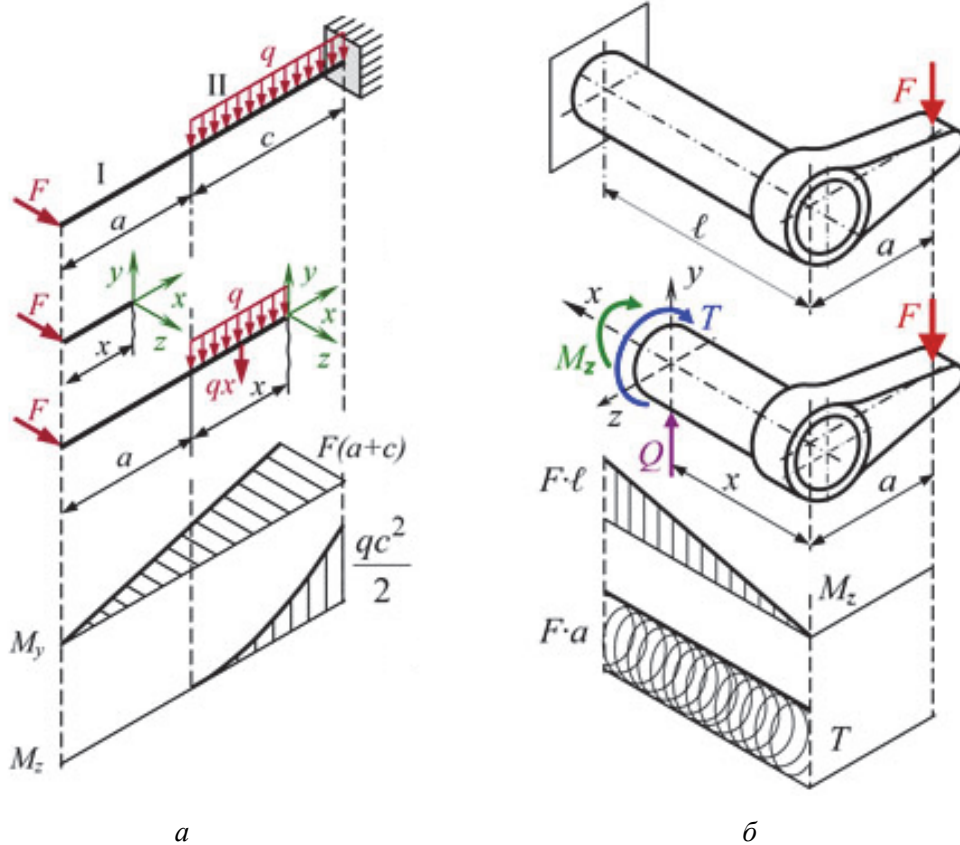 q
II
c
I
F
a
F
y
x
z
x
q
y
x
z
F
qx
x
a
F(a+c)
qc²
2
M_y
M_z
а
F
ℓ
a
x
y
T
F
M_z
z
Q
x
a
F·ℓ
M_z
F·a
T
б